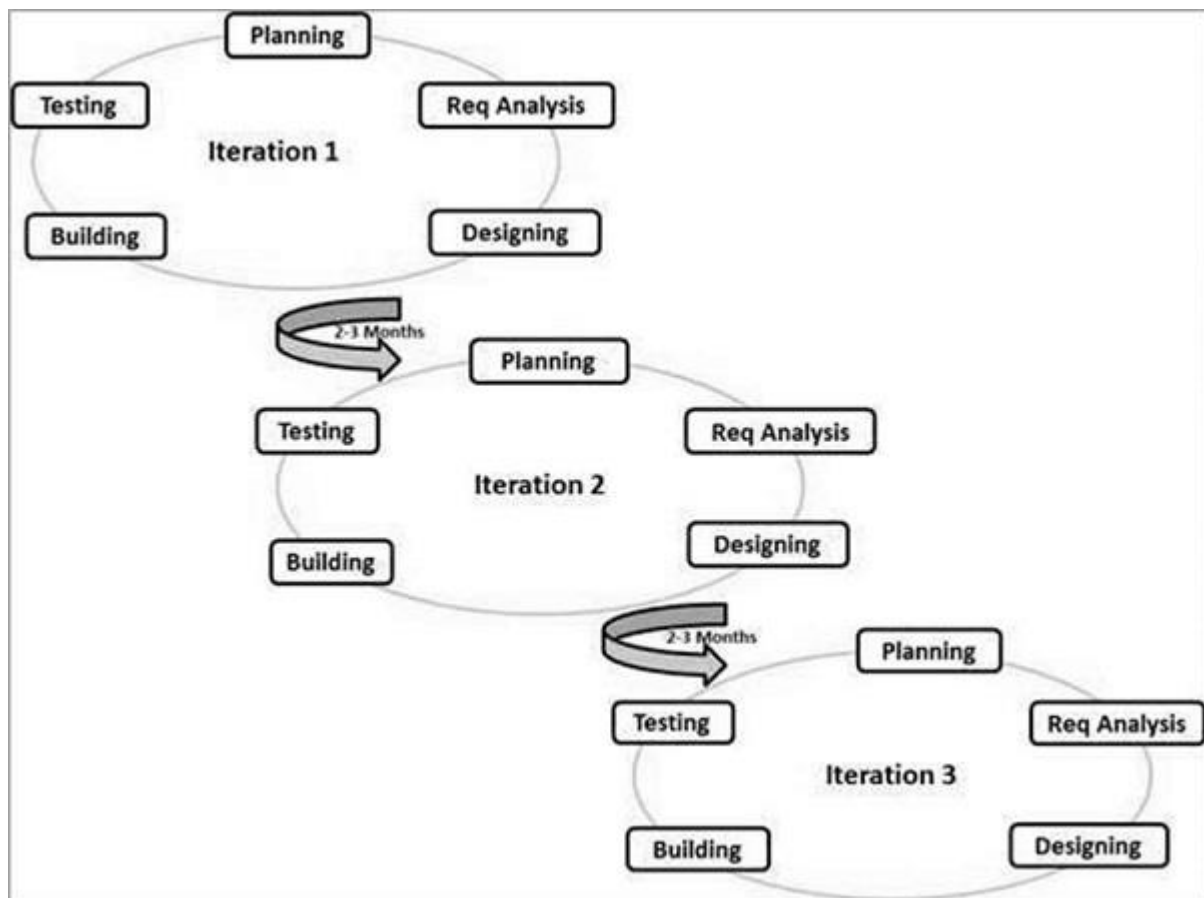 Planning
Testing
Req Analysis
Iteration 1
Building
Designing
2-3 Months
Planning
Testing
Req Analysis
Iteration 2
Building
Designing
2-3 Months
Planning
Testing
Req Analysis
Iteration 3
Building
Designing